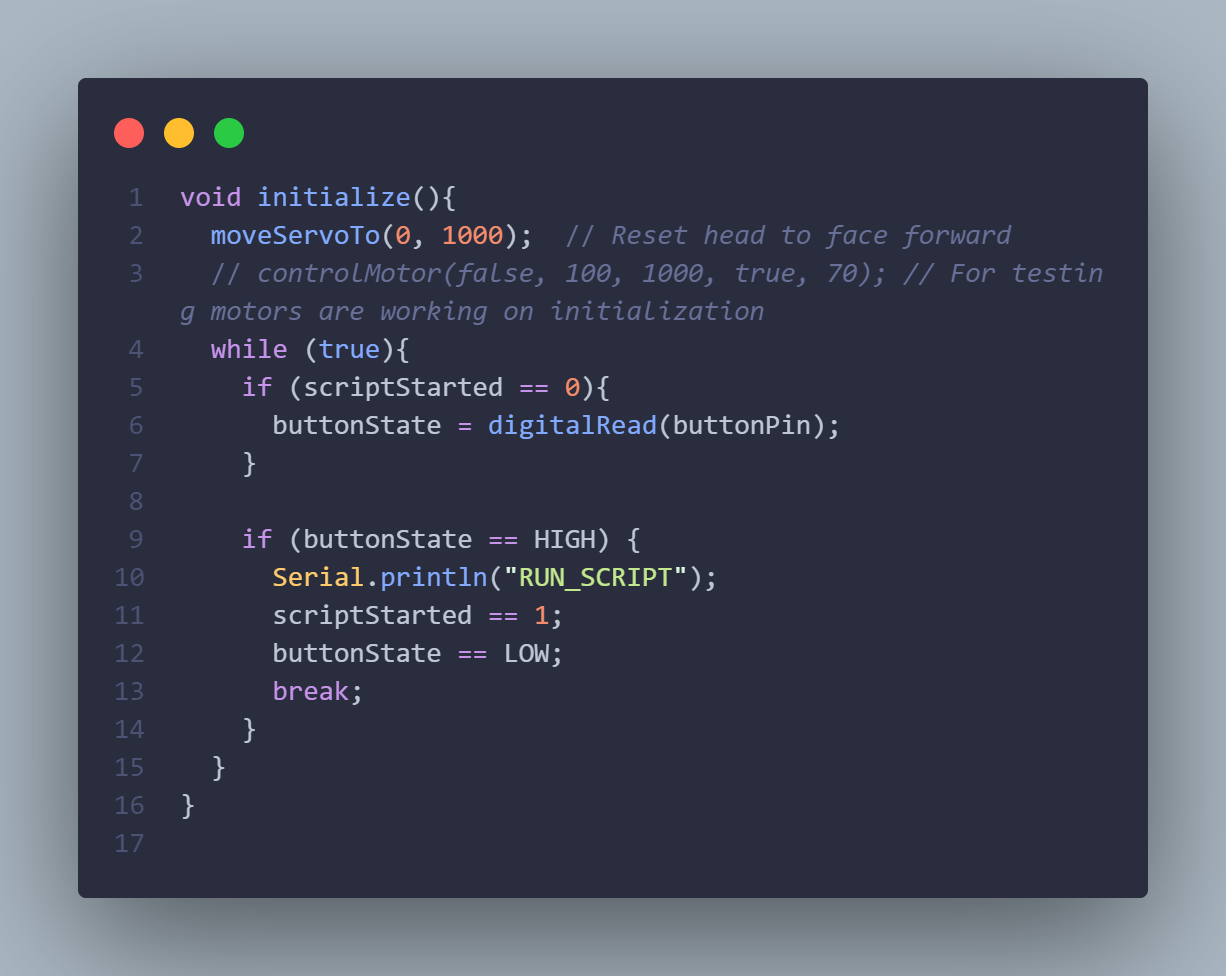 1 void initialize(){
2   moveServoTo(0, 1000);  // Reset head to face forward
3   // controlMotor(false, 100, 1000, true, 70); // For testin
g motors are working on initialization
4   while (true){
5     if (scriptStarted == 0){
6       buttonState = digitalRead(buttonPin);
7     }
8
9     if (buttonState == HIGH) {
10       Serial.println("RUN_SCRIPT");
11       scriptStarted == 1;
12       buttonState == LOW;
13       break;
14     }
15   }
16 }
17